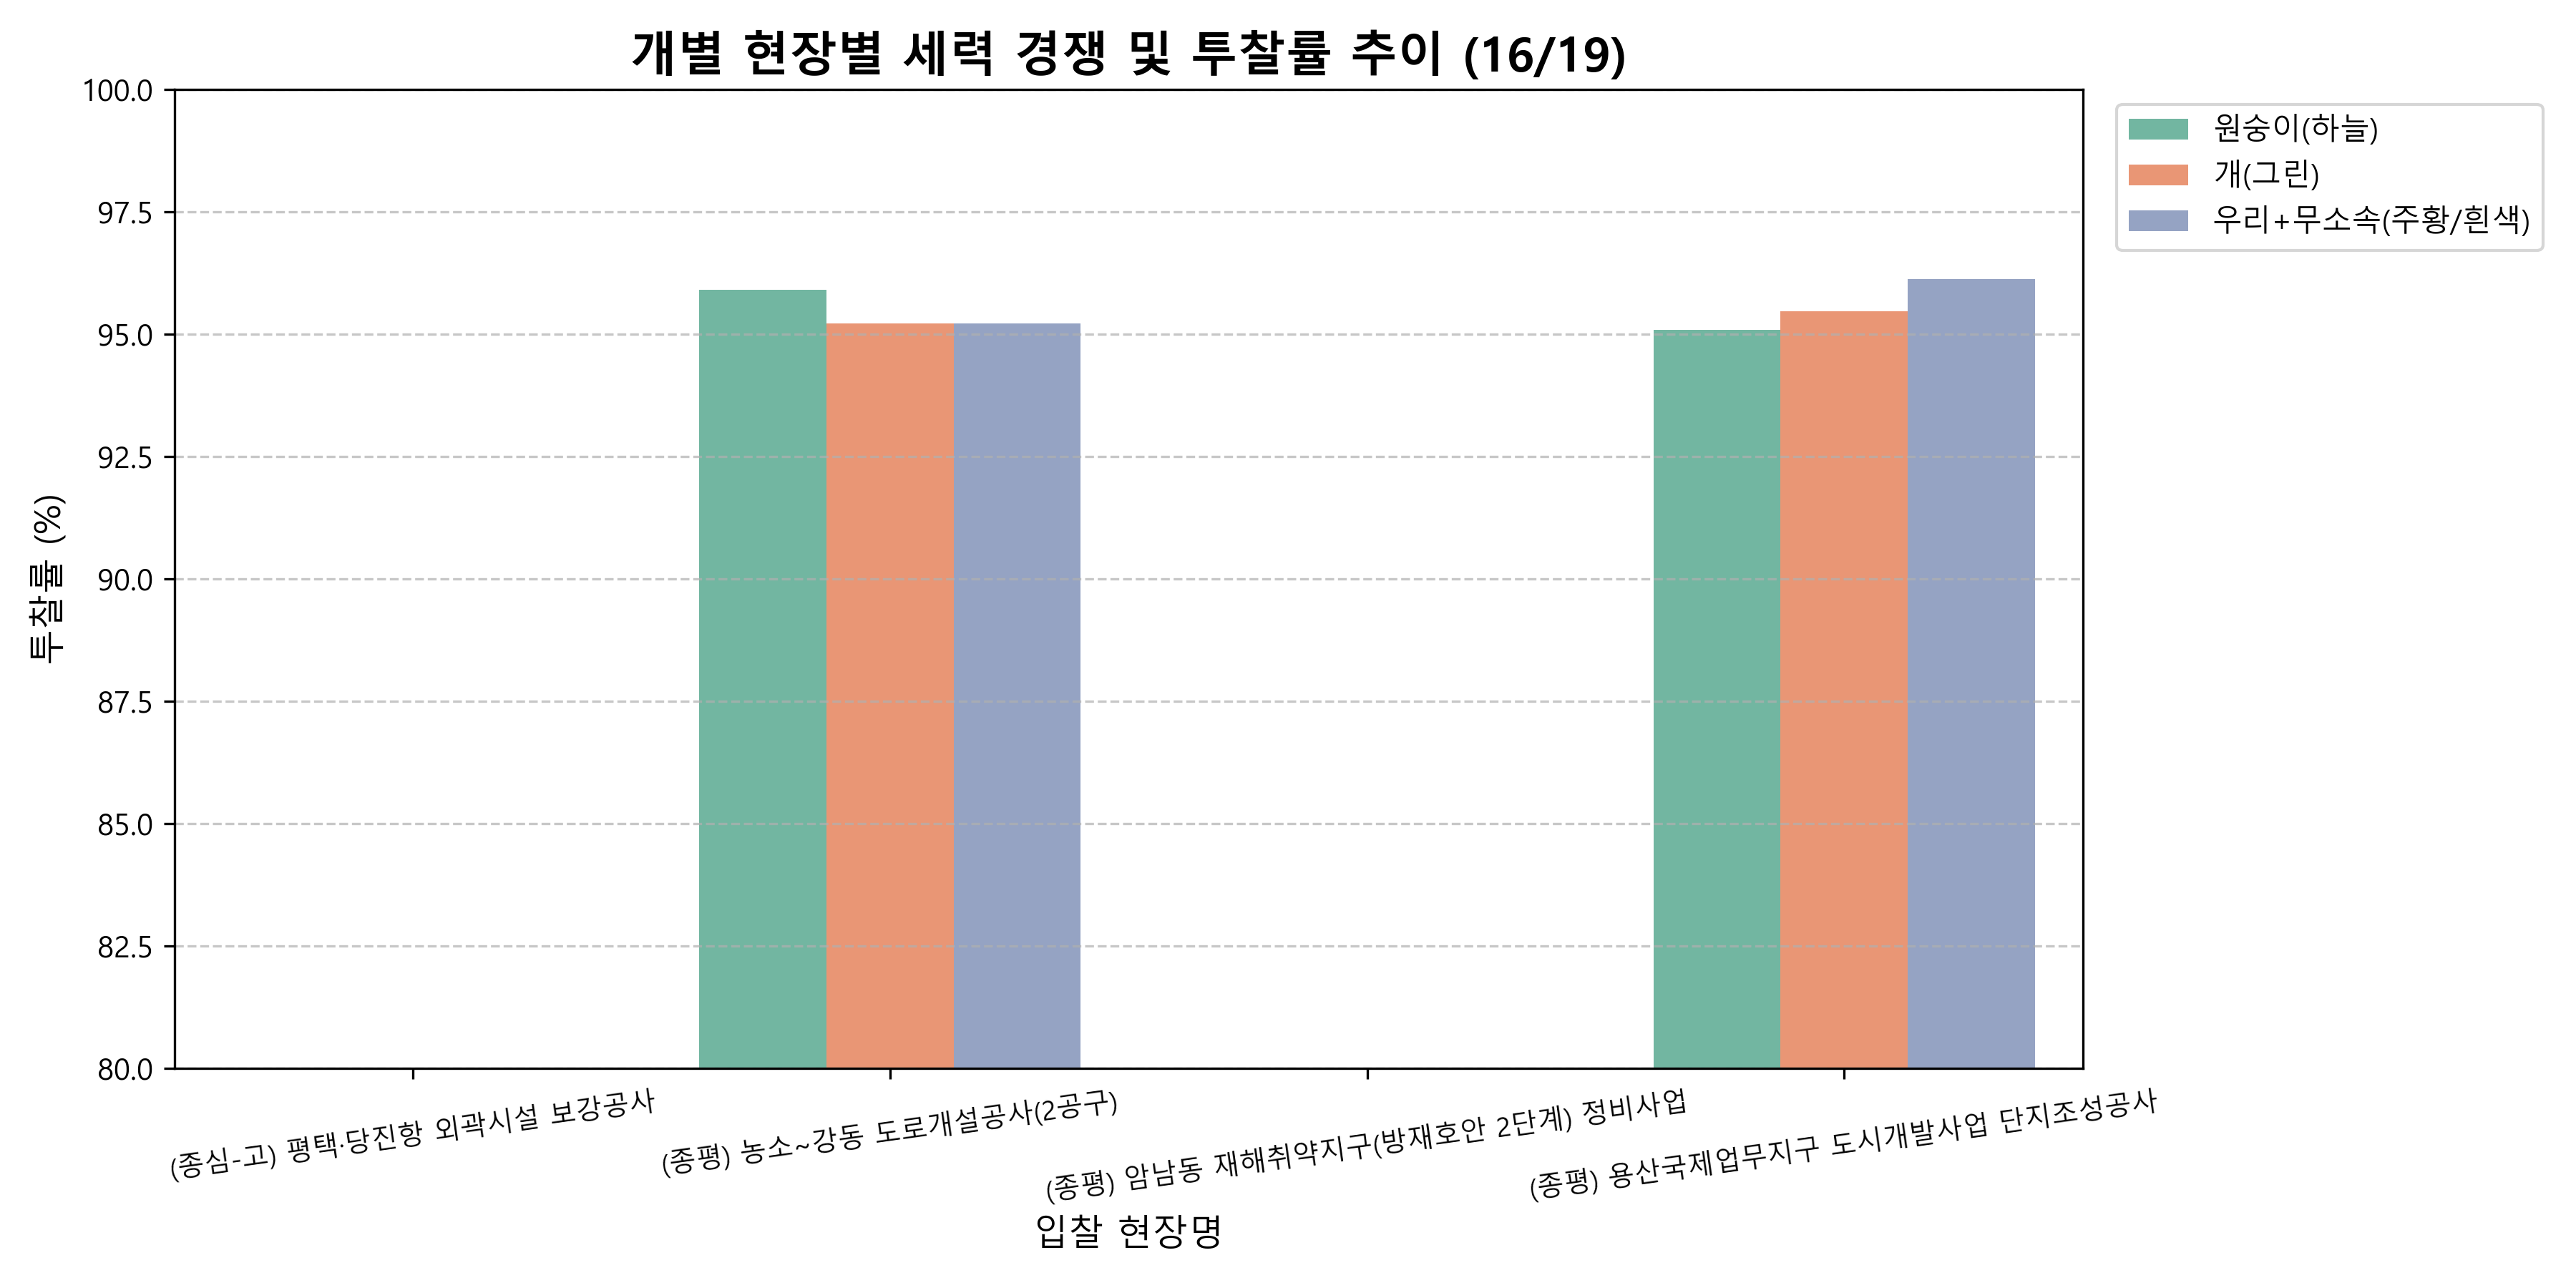 개별 현장별 세력 경쟁 및 투찰률 추이 (16/19)
100.0
97.5
95.0
92.5
90.0
87.5
85.0
82.5
80.0
투찰률 (%)
(종심-고) 평택·당진항 외곽시설 보강공사
(종평) 농소~강동 도로개설공사(2공구)
(종평) 암남동 재해취약지구(방재호안 2단계) 정비사업
(종평) 용산국제업무지구 도시개발사업 단지조성공사
입찰 현장명
원숭이(하늘)
개(그린)
우리+무소속(주황/흰색)